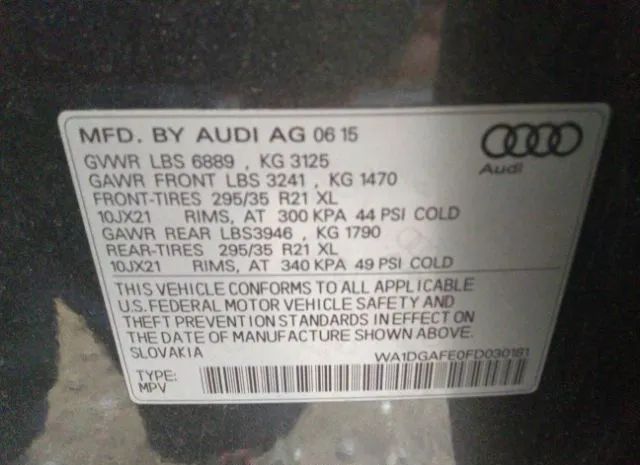 MFD. BY AUDI AG 06 15
GVWR LBS 6889 , KG 3125
GAWR FRONT LBS 3241 , KG 1470
FRONT-TIRES 295/35 R21 XL
10JX21 RIMS, AT 300 KPA 44 PSI COLD
GAWR REAR LBS3946 , KG 1790
REAR-TIRES 295/35 R21 XL
10JX21 RIMS, AT 340 KPA 49 PSI COLD
Audi
THIS VEHICLE CONFORMS TO ALL APPLICABLE
U.S. FEDERAL MOTOR VEHICLE SAFETY AND
THEFT PREVENTION STANDARDS IN EFFECT ON
THE DATE OF MANUFACTURE SHOWN ABOVE.
SLOVAKIA
WA1DGAFE0FD030181
TYPE:
MPV